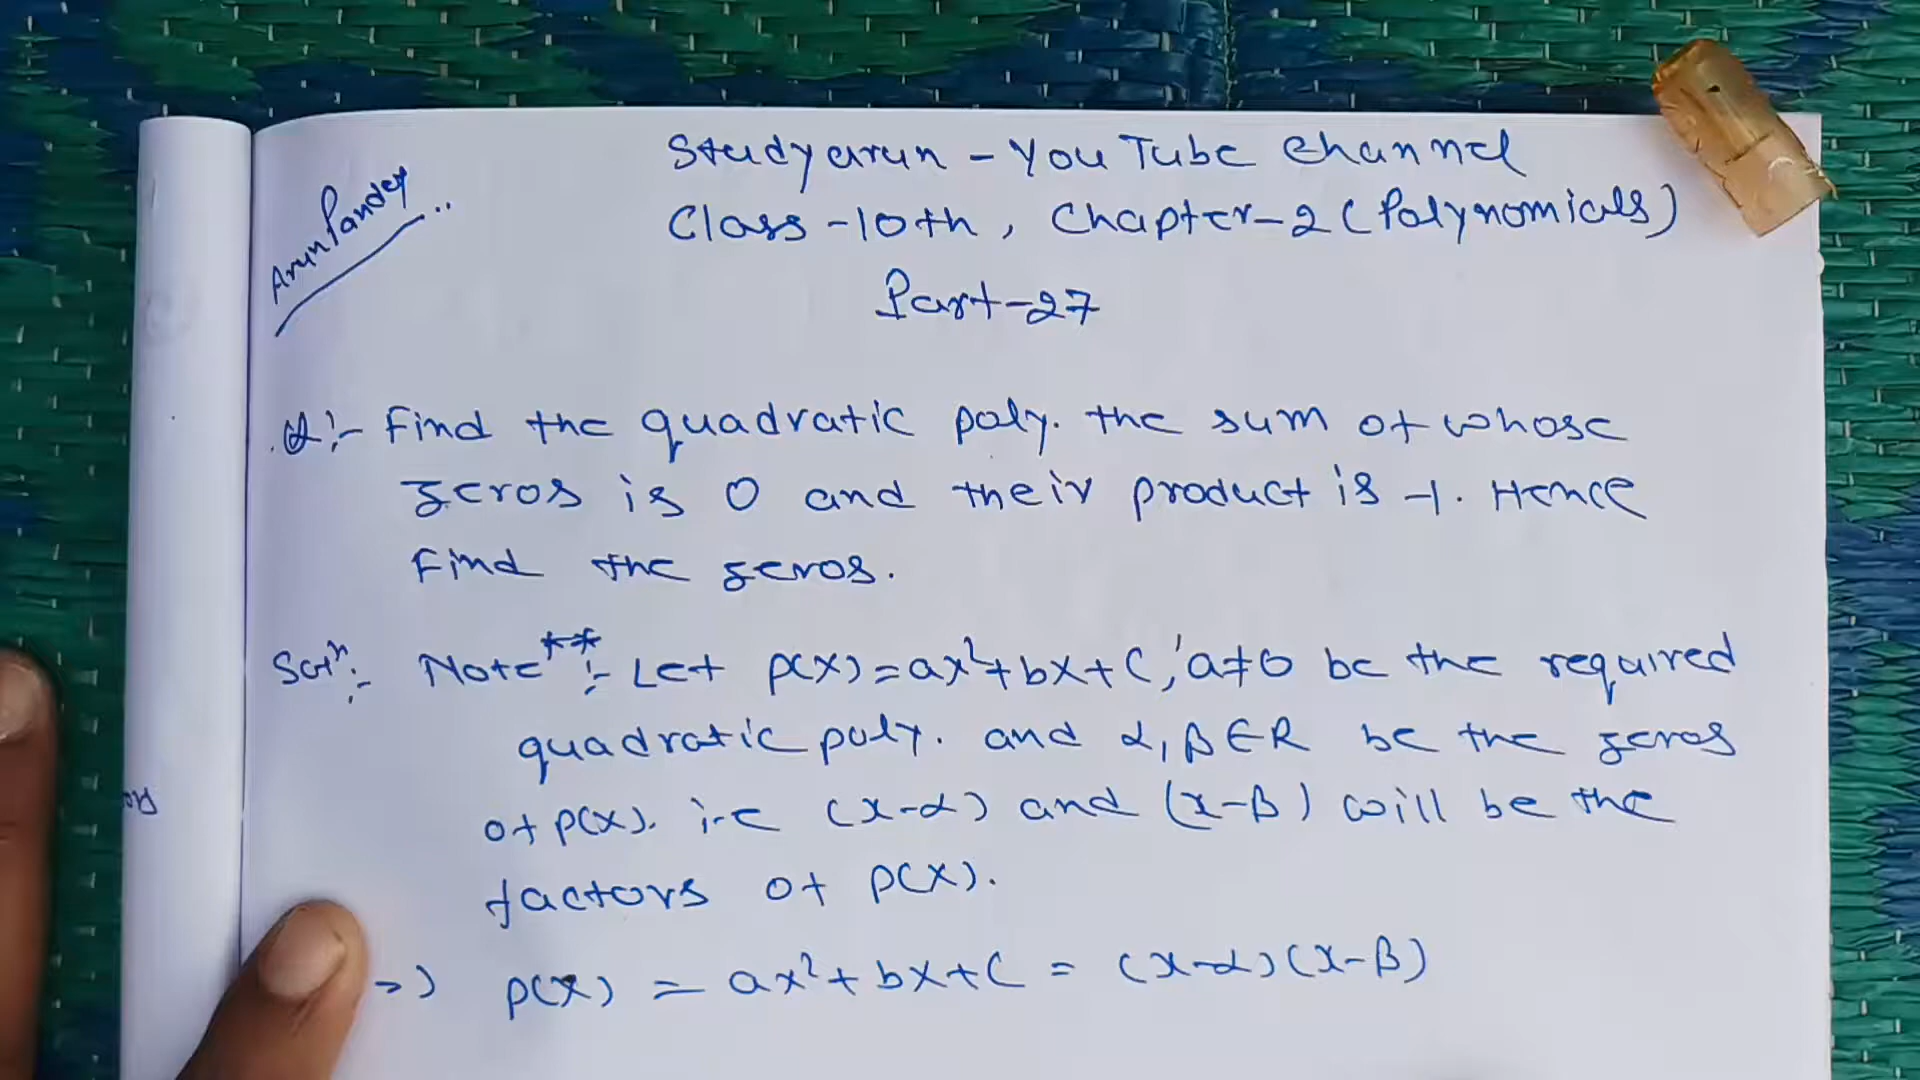 Arun Pandey
Studyarun - YouTube channel
Class - 10th, Chapter-2 (Polynomials)
Part-27
Q:- Find the quadratic poly. the sum of whose
zeros is 0 and their product is -1. Hence
find the zeros.
Sol^n:- Note**:- Let p(x) = ax²+bx+c, a≠0 be the required
quadratic poly. and α, β ∈ R be the zeros
of p(x). i.e (x-α) and (x-β) will be the
factors of p(x).
=> p(x) = ax²+bx+c = (x-α)(x-β)